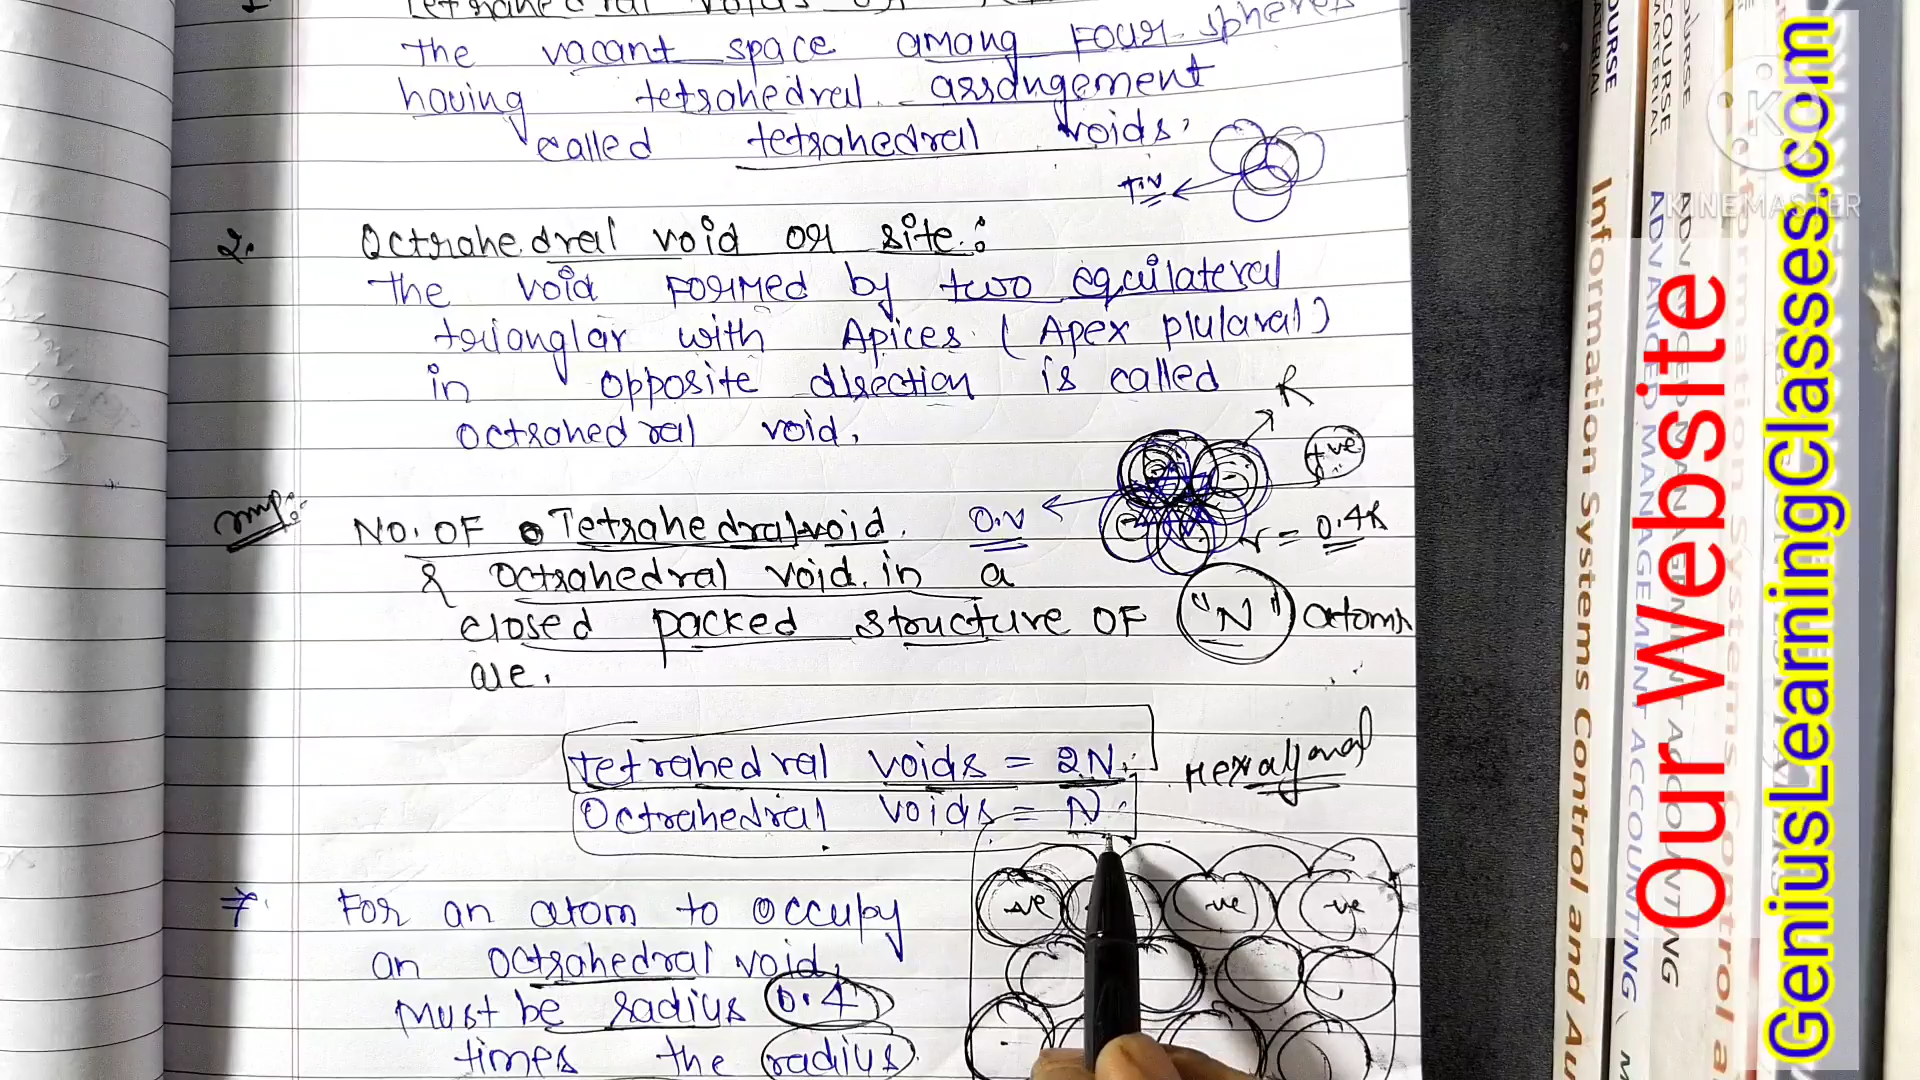 the vacant space among Four spheres
having tetrahedral arrangement
called tetrahedral voids.
T.V
2. Octrahedral void or site:
the void Formed by two equilateral
trianglar with Apices (Apex plularal)
in opposite direction is called
octrahedral void.
R
+ve
Imp:
No. OF Tetrahedral void. O.V
r = 0.4R
& octrahedral void in a
closed packed structure OF "N" atoms
are.
tetrahedral voids = 2N.
Hexagonal
Octrahedral voids = N.
-ve -ve -ve
7. For an atom to occupy
an octrahedral void,
must be radius 0.4
times the radius
COURSE
MATERIAL
ADVANCED MANAGEMENT ACCOUNTING
Information Systems Control and Au
K
KINEMASTER
Our Website
GeniusLearningClasses.com